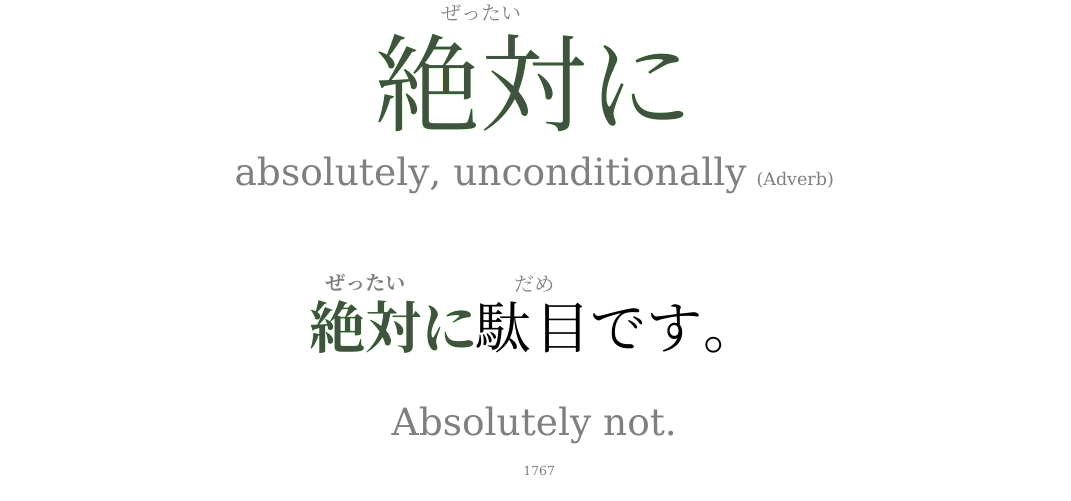 ぜったい
絶対に
absolutely, unconditionally (Adverb)
ぜったい だめ
絶対に駄目です。
Absolutely not.
1767